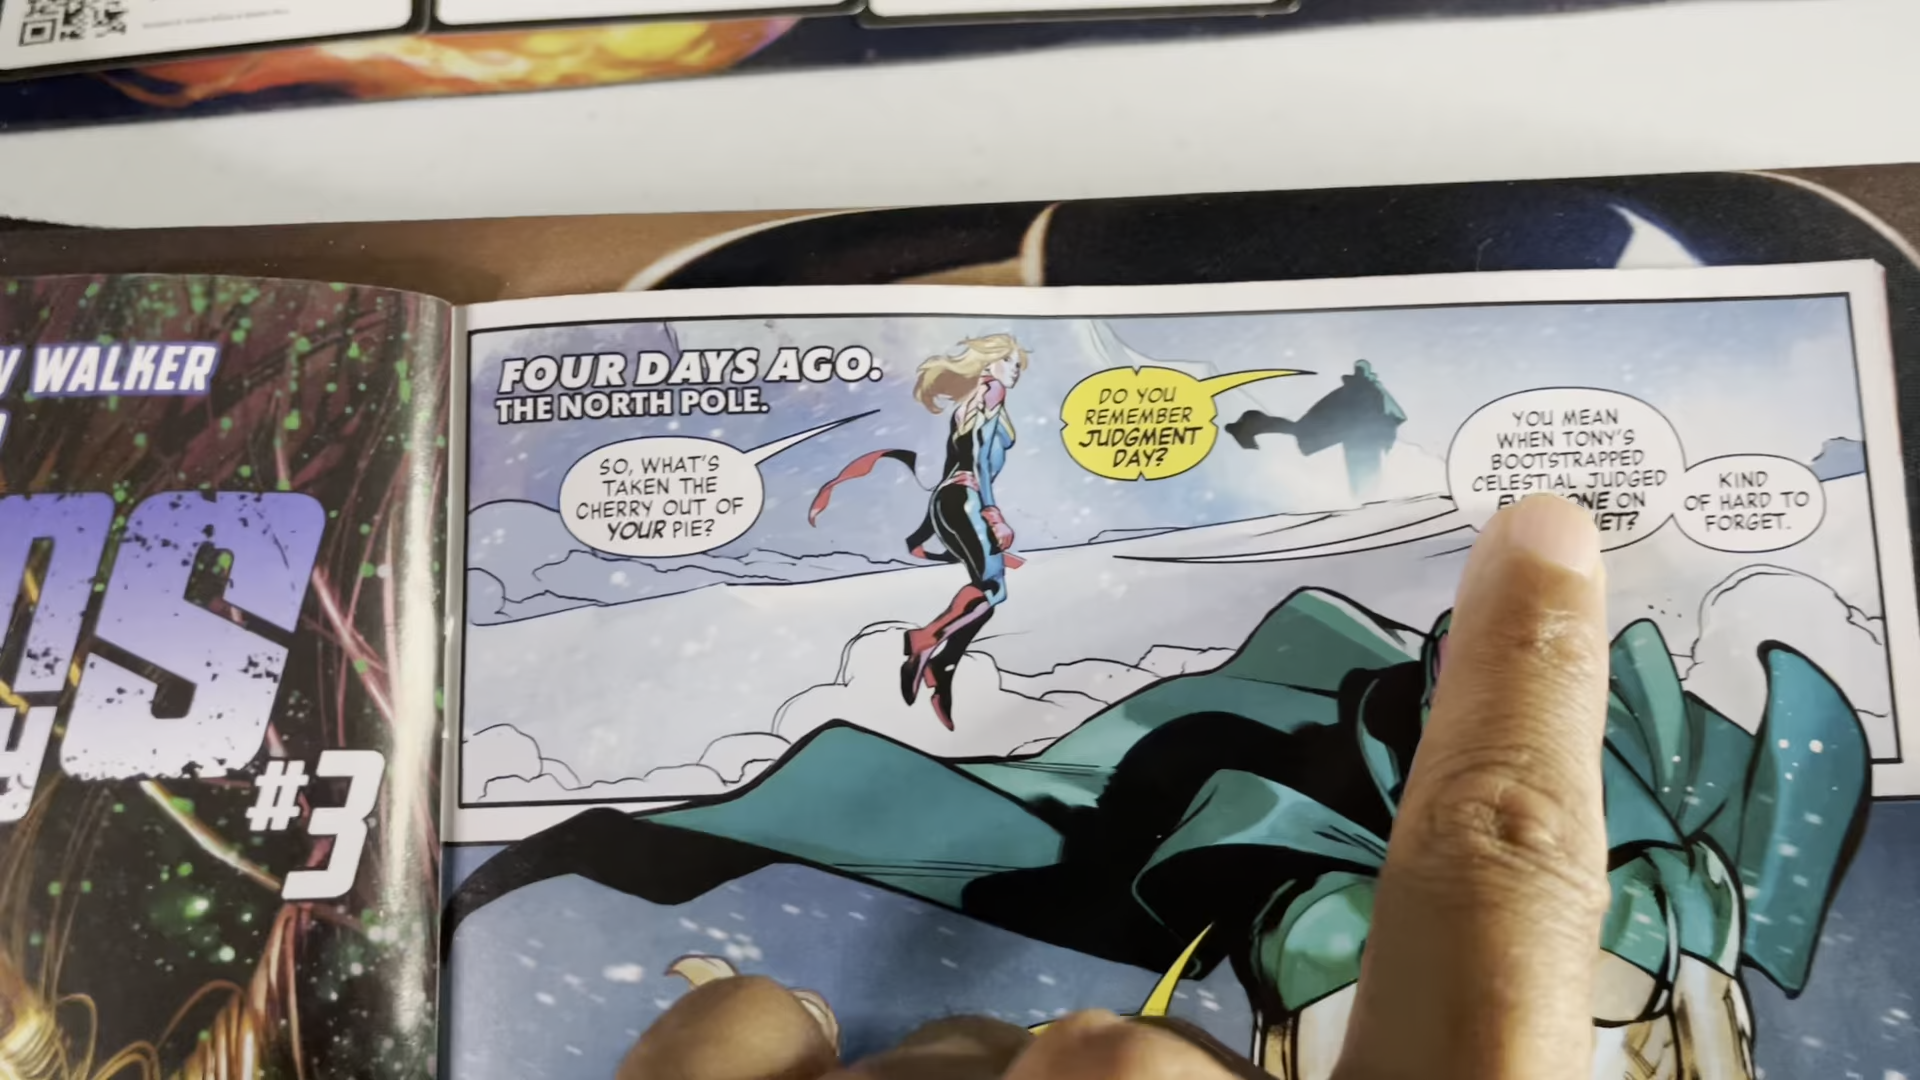 WALKER
#3
FOUR DAYS AGO.
THE NORTH POLE.
SO, WHAT'S
TAKEN THE
CHERRY OUT OF
YOUR PIE?
DO YOU
REMEMBER
JUDGMENT
DAY?
YOU MEAN
WHEN TONY'S
BOOTSTRAPPED
CELESTIAL JUDGED
ON
KIND
OF HARD TO
FORGET.